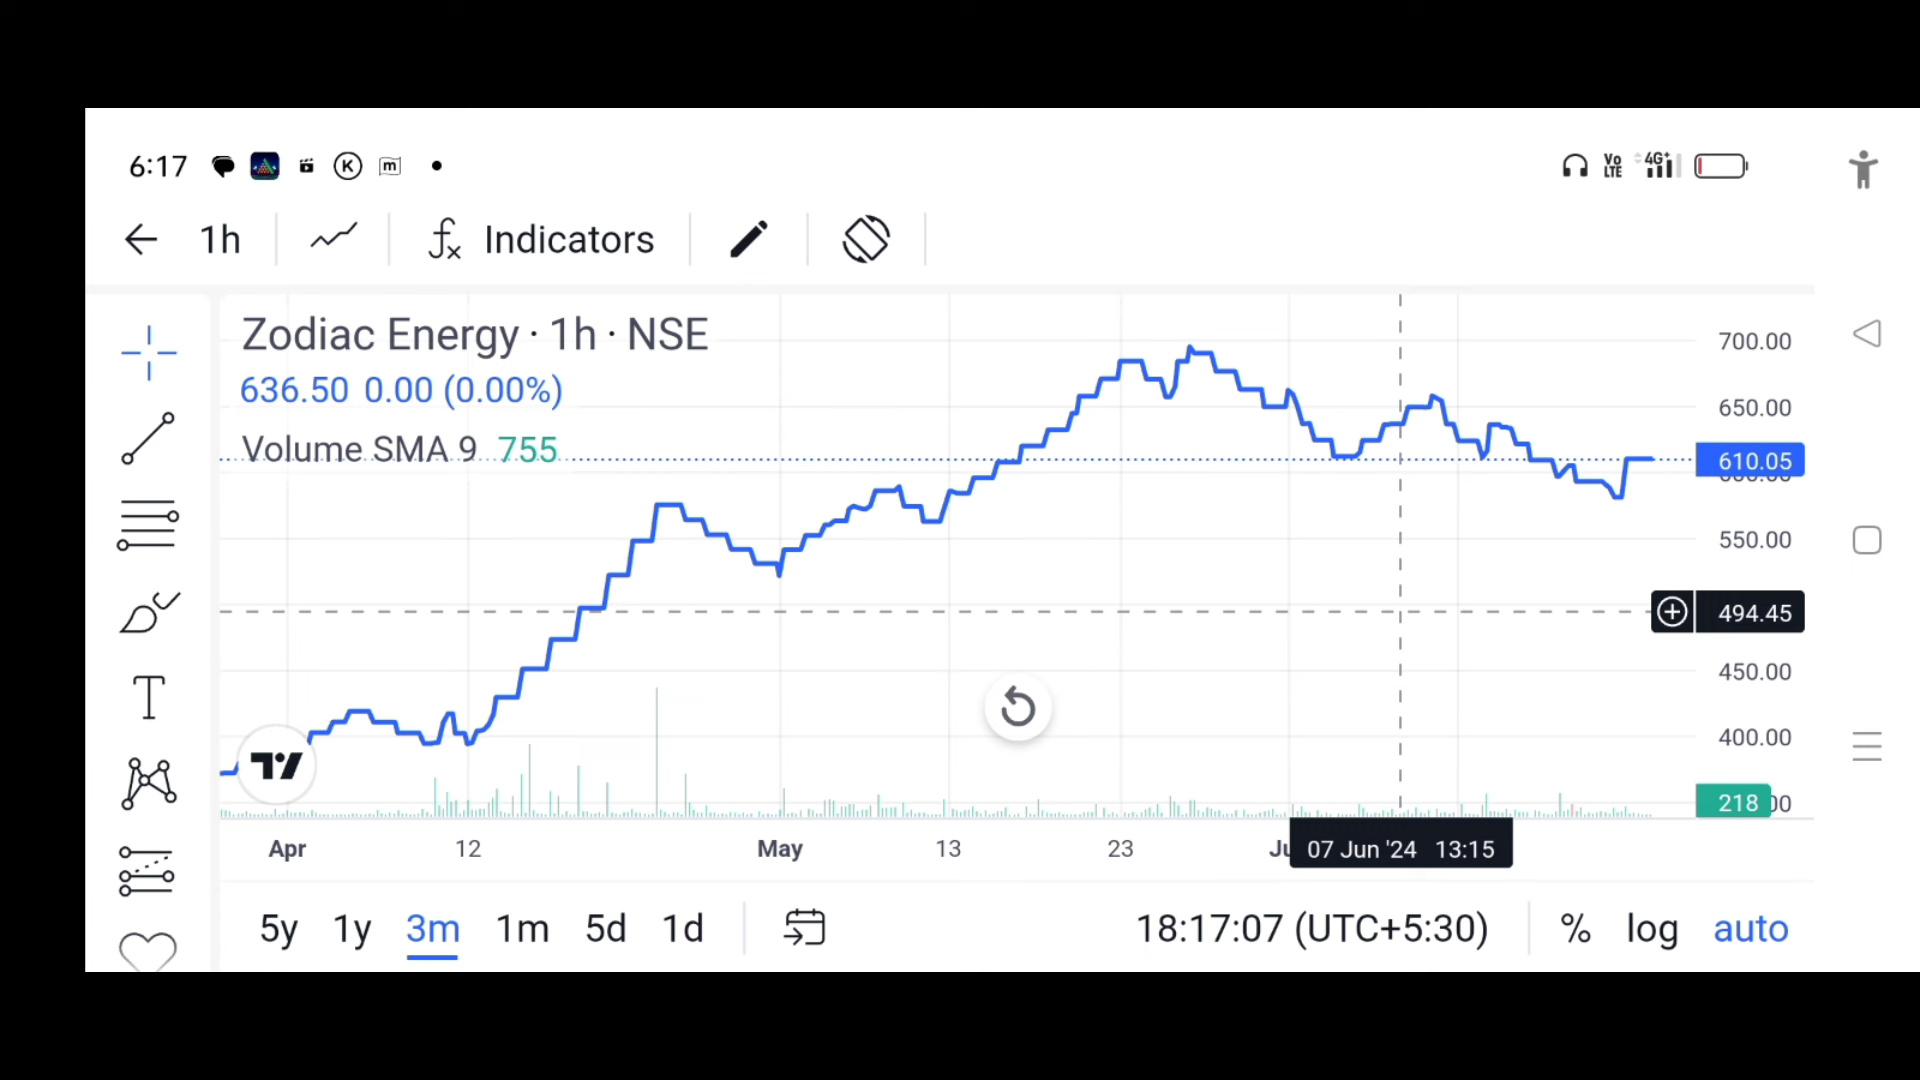 6:17 K m Vo LTE 4G+
1h Indicators
Zodiac Energy · 1h · NSE
636.50 0.00 (0.00%)
Volume SMA 9 755
700.00
650.00
610.05
550.00
494.45
450.00
400.00
218
Apr 12 May 13 23 07 Jun '24 13:15
5y 1y 3m 1m 5d 1d 18:17:07 (UTC+5:30) % log auto